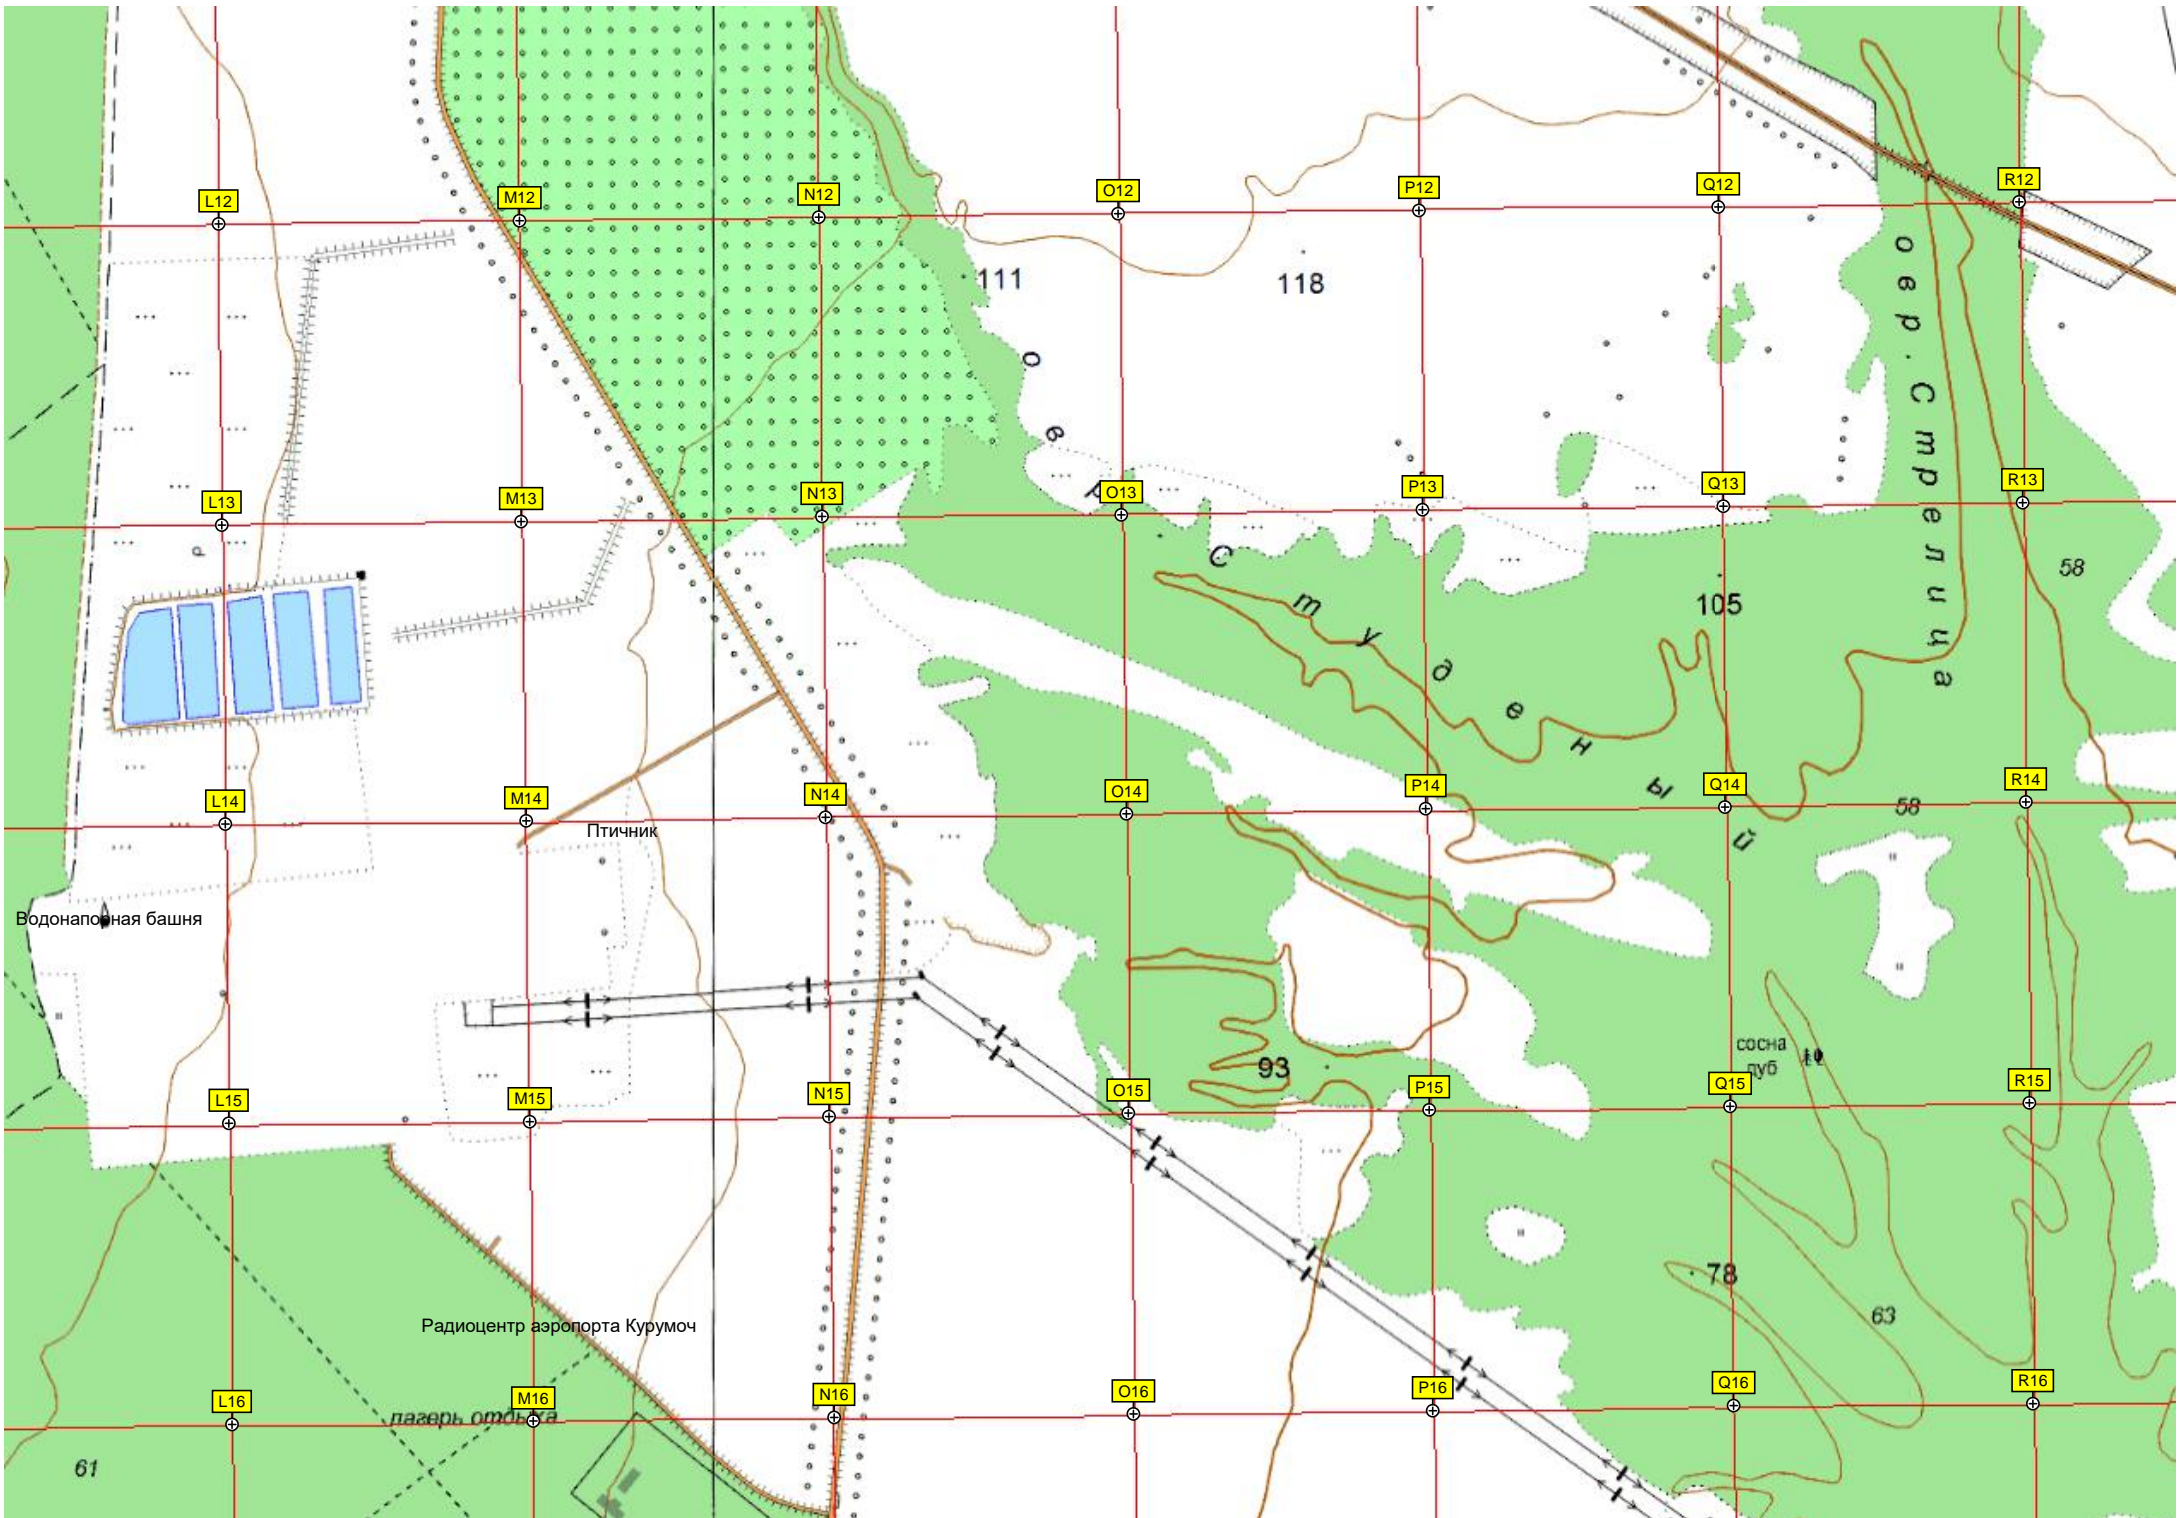 L12
M12
N12
O12
P12
Q12
R12
111
118
овр. Стрелица
овр Студеный
L13
M13
N13
O13
P13
Q13
R13
р
58
105
L14
M14
N14
O14
P14
Q14
R14
58
Птичник
Водонапорная башня
сосна
дуб
93
L15
M15
N15
O15
P15
Q15
R15
78
63
Радиоцентр аэропорта Курумоч
L16
M16
N16
O16
P16
Q16
R16
лагерь отдыха
61